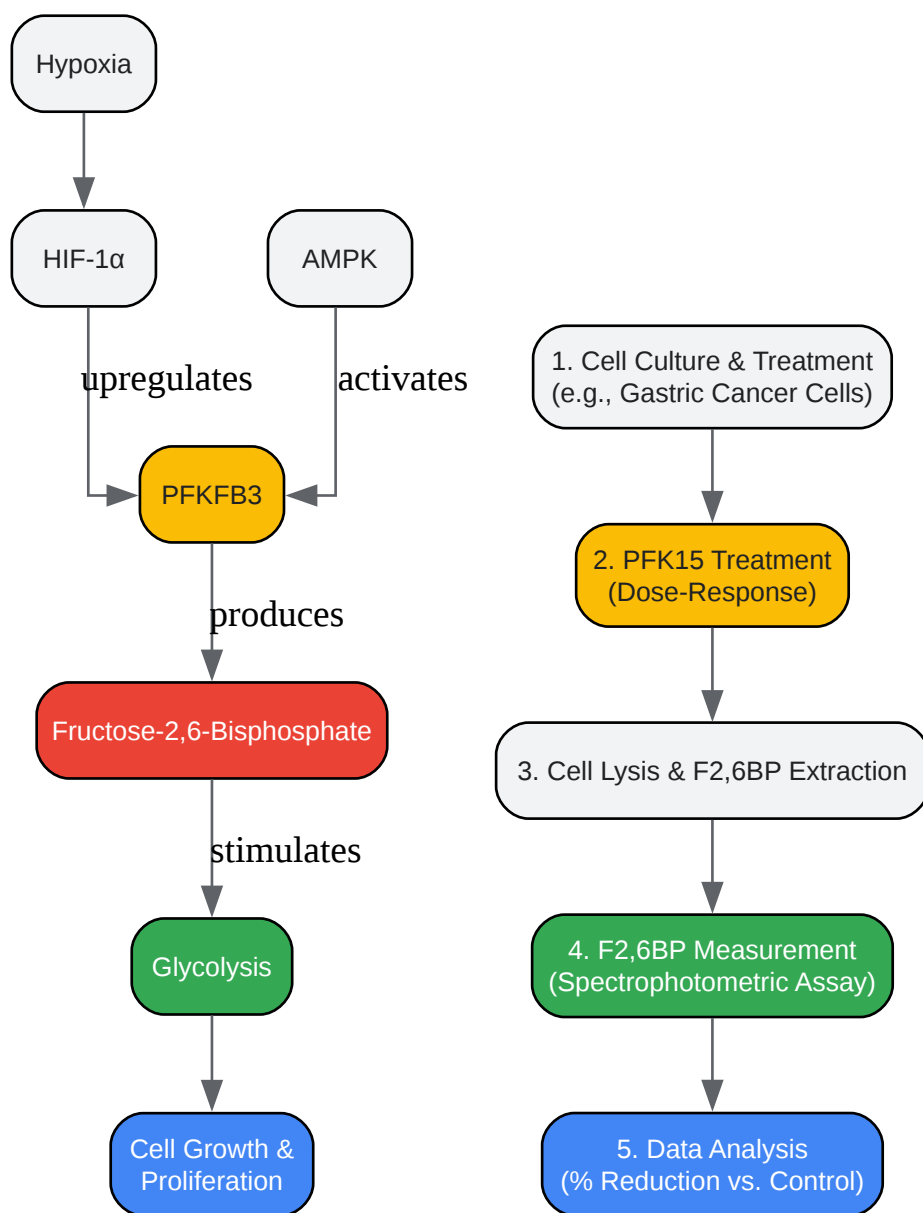 Hypoxia
HIF-1α
AMPK
upregulates
activates
PFKFB3
produces
Fructose-2,6-Bisphosphate
stimulates
Glycolysis
Cell Growth &
Proliferation
1. Cell Culture & Treatment
(e.g., Gastric Cancer Cells)
2. PFK15 Treatment
(Dose-Response)
3. Cell Lysis & F2,6BP Extraction
4. F2,6BP Measurement
(Spectrophotometric Assay)
5. Data Analysis
(% Reduction vs. Control)